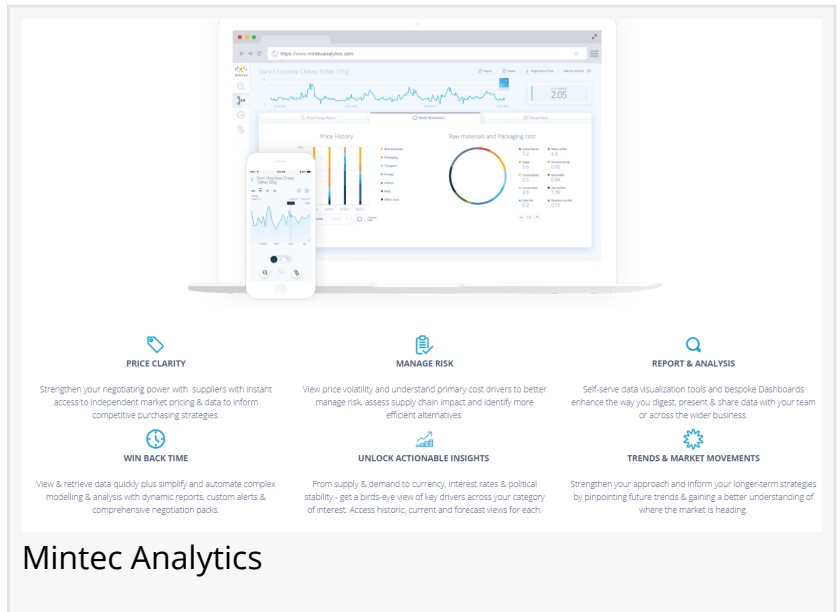 https://www.mintecanalytics.com
MINTEC
Dark Chocolate Chewy Toffee 135g
2.05
Price History
Raw materials and Packaging cost
Dark Chocolate Chewy
Toffee 135g
PRICE CLARITY
Strengthen your negotiating power with suppliers with instant
access to independent market pricing & data to inform
competitive purchasing strategies.
MANAGE RISK
View price volatility and understand primary cost drivers to better
manage risk, assess supply chain impact and identify more
efficient alternatives.
REPORT & ANALYSIS
Self-serve data visualization tools and bespoke Dashboards
enhance the way you digest, present & share data with your team
or across the wider business.
WIN BACK TIME
View & retrieve data quickly plus simplify and automate complex
modelling & analysis with dynamic reports, custom alerts &
comprehensive negotiation packs.
UNLOCK ACTIONABLE INSIGHTS
From supply & demand to currency, interest rates & political
stability - get a birds-eye view of key drivers across your category
of interest. Access historic, current and forecast views for each.
TRENDS & MARKET MOVEMENTS
Strengthen your approach and inform your longer-term strategies
by pinpointing future trends & gaining a better understanding of
where the market is heading.
Mintec Analytics